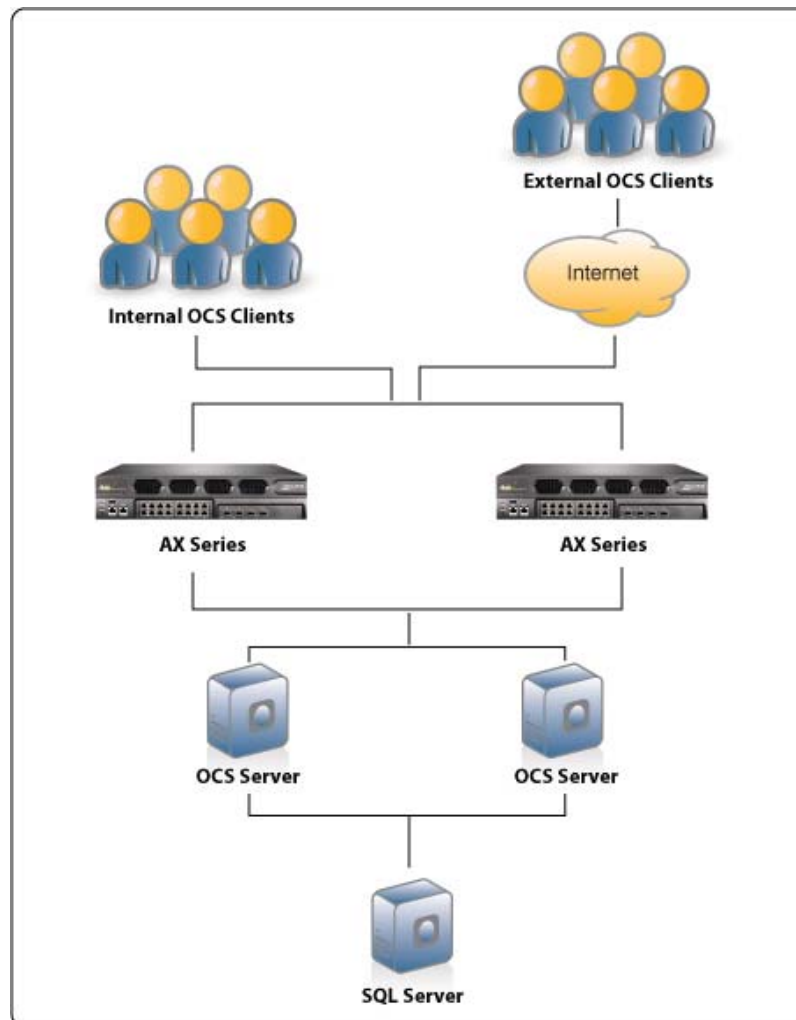 External OCS Clients
Internet
Internal OCS Clients
AX Series
AX Series
OCS Server
OCS Server
SQL Server